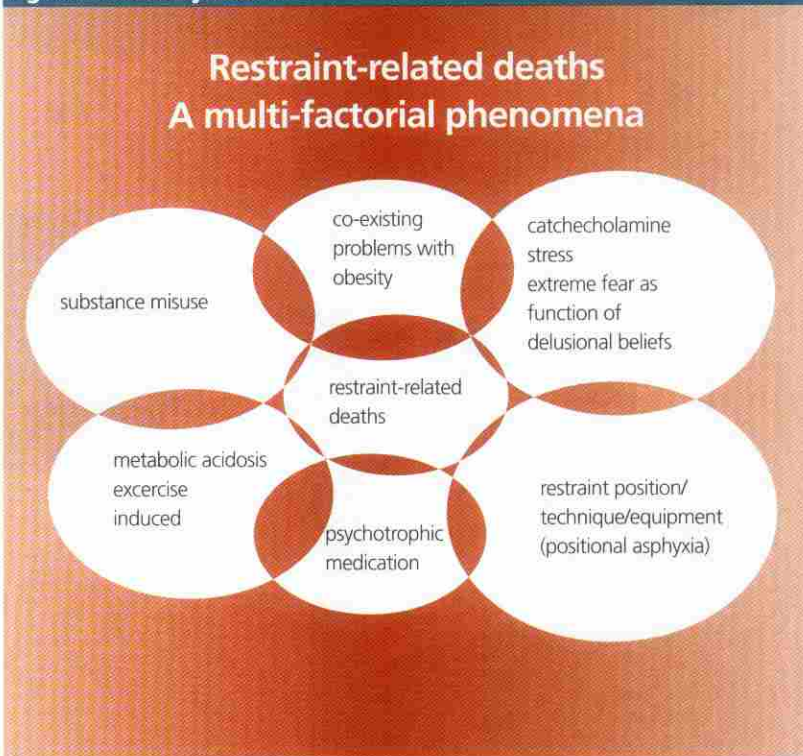 Restraint-related deaths
A multi-factorial phenomena
co-existing
problems with
obesity
catchecholamine
stress
extreme fear as
function of
delusional beliefs
substance misuse
restraint-related
deaths
metabolic acidosis
excercise
induced
psychotrophic
medication
restraint position/
technique/equipment
(positional asphyxia)